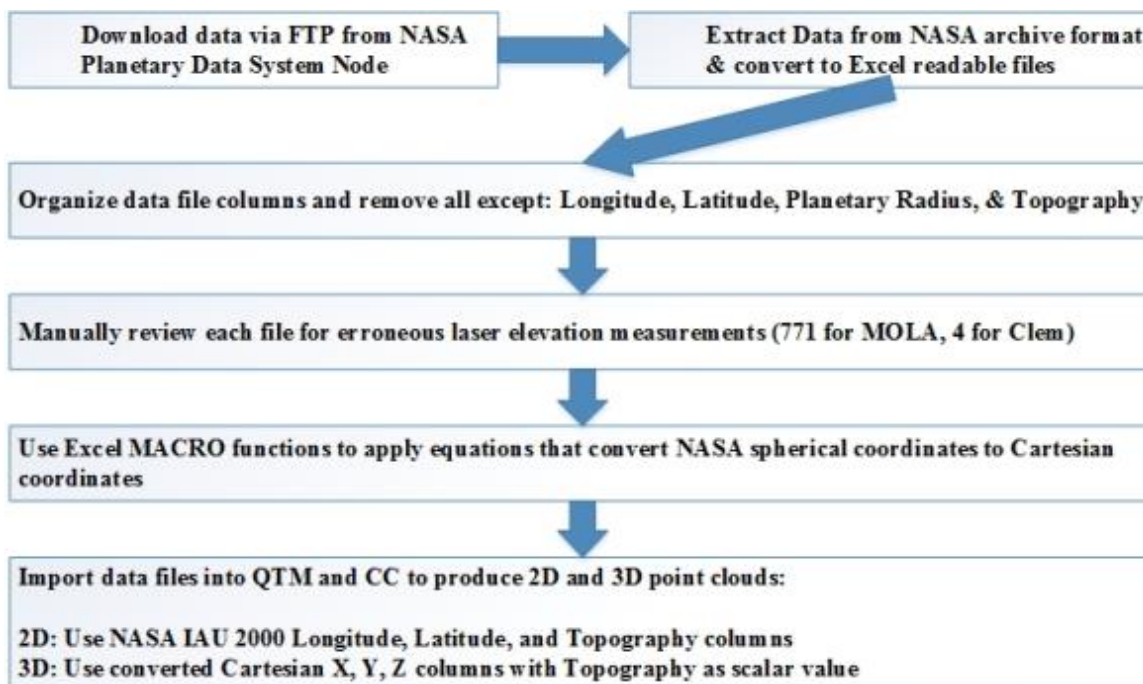 Download data via FTP from NASA
Planetary Data System Node
Extract Data from NASA archive format
& convert to Excel readable files
Organize data file columns and remove all except: Longitude, Latitude, Planetary Radius, & Topography
Manually review each file for erroneous laser elevation measurements (771 for MOLA, 4 for Clem)
Use Excel MACRO functions to apply equations that convert NASA spherical coordinates to Cartesian
coordinates
Import data files into QTM and CC to produce 2D and 3D point clouds:
2D: Use NASA IAU 2000 Longitude, Latitude, and Topography columns
3D: Use converted Cartesian X, Y, Z columns with Topography as scalar value